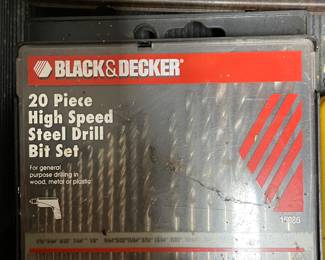 BLACK&DECKER
20 Piece
High Speed
Steel Drill
Bit Set
For general
purpose drilling in
wood, metal or plastic